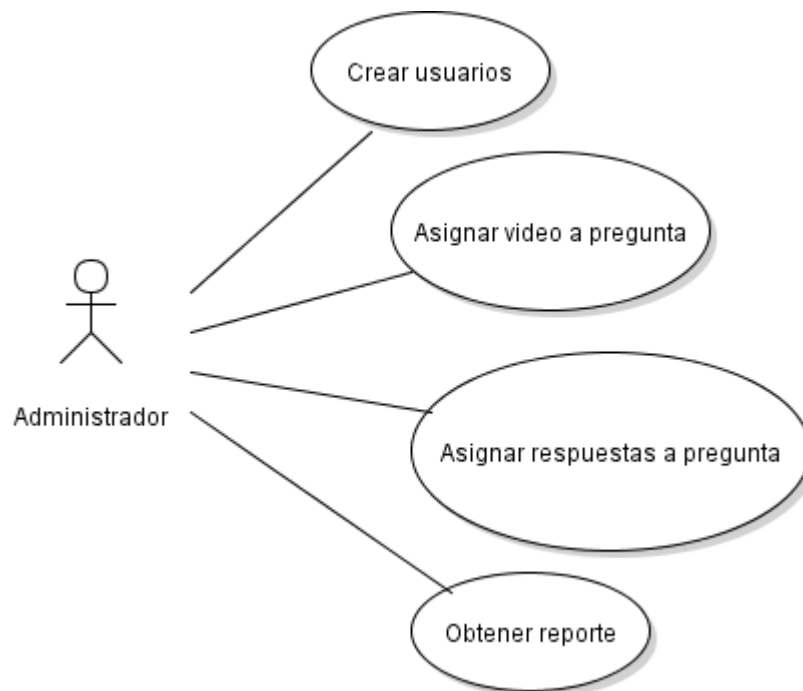 Crear usuarios
Asignar video a pregunta
Administrador
Asignar respuestas a pregunta
Obtener reporte